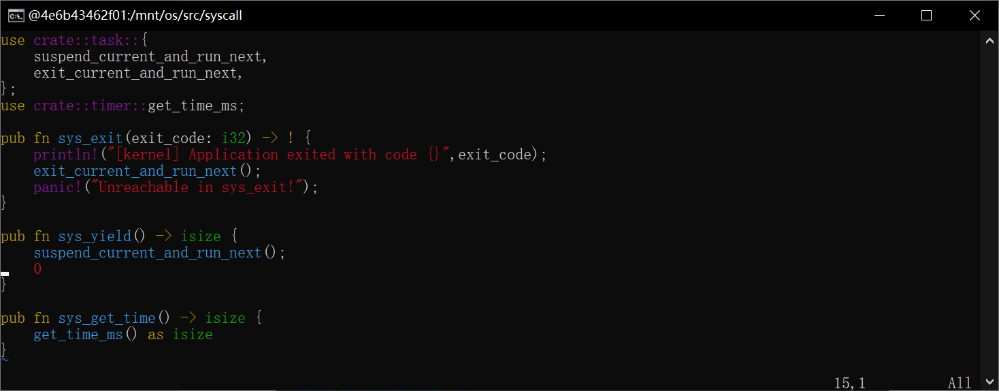 @4e6b43462f01:/mnt/os/src/syscall
use crate::task::{
    suspend_current_and_run_next,
    exit_current_and_run_next,
};
use crate::timer::get_time_ms;

pub fn sys_exit(exit_code: i32) -> ! {
    println!("[kernel] Application exited with code {}",exit_code);
    exit_current_and_run_next();
    panic!("Unreachable in sys_exit!");
}

pub fn sys_yield() -> isize {
    suspend_current_and_run_next();
    0
}

pub fn sys_get_time() -> isize {
    get_time_ms() as isize
}
~
15,1 All